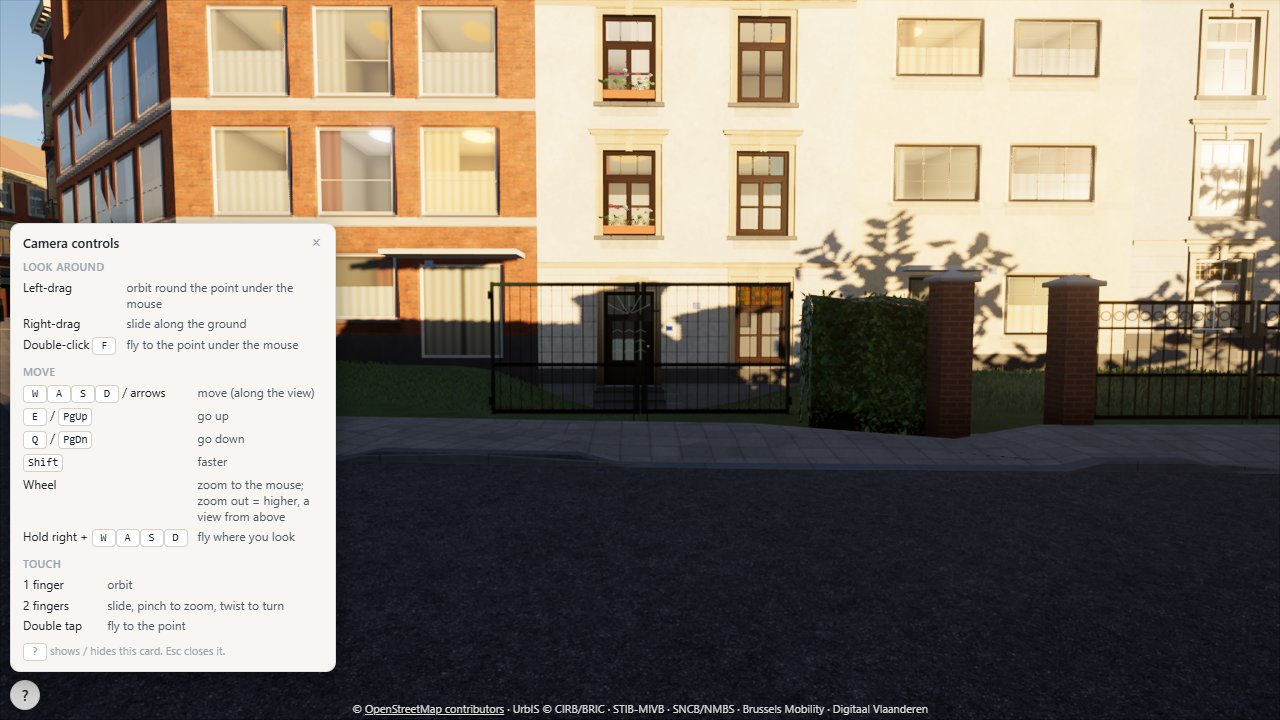 Camera controls ×
LOOK AROUND
Left-drag orbit round the point under the
mouse
Right-drag slide along the ground
Double-click F fly to the point under the mouse
MOVE
W A S D / arrows move (along the view)
E / PgUp go up
Q / PgDn go down
Shift faster
Wheel zoom to the mouse;
zoom out = higher, a
view from above
Hold right + W A S D fly where you look
TOUCH
1 finger orbit
2 fingers slide, pinch to zoom, twist to turn
Double tap fly to the point
? shows / hides this card. Esc closes it.
?
© OpenStreetMap contributors · UrbIS © CIRB/BRIC · STIB-MIVB · SNCB/NMBS · Brussels Mobility · Digitaal Vlaanderen